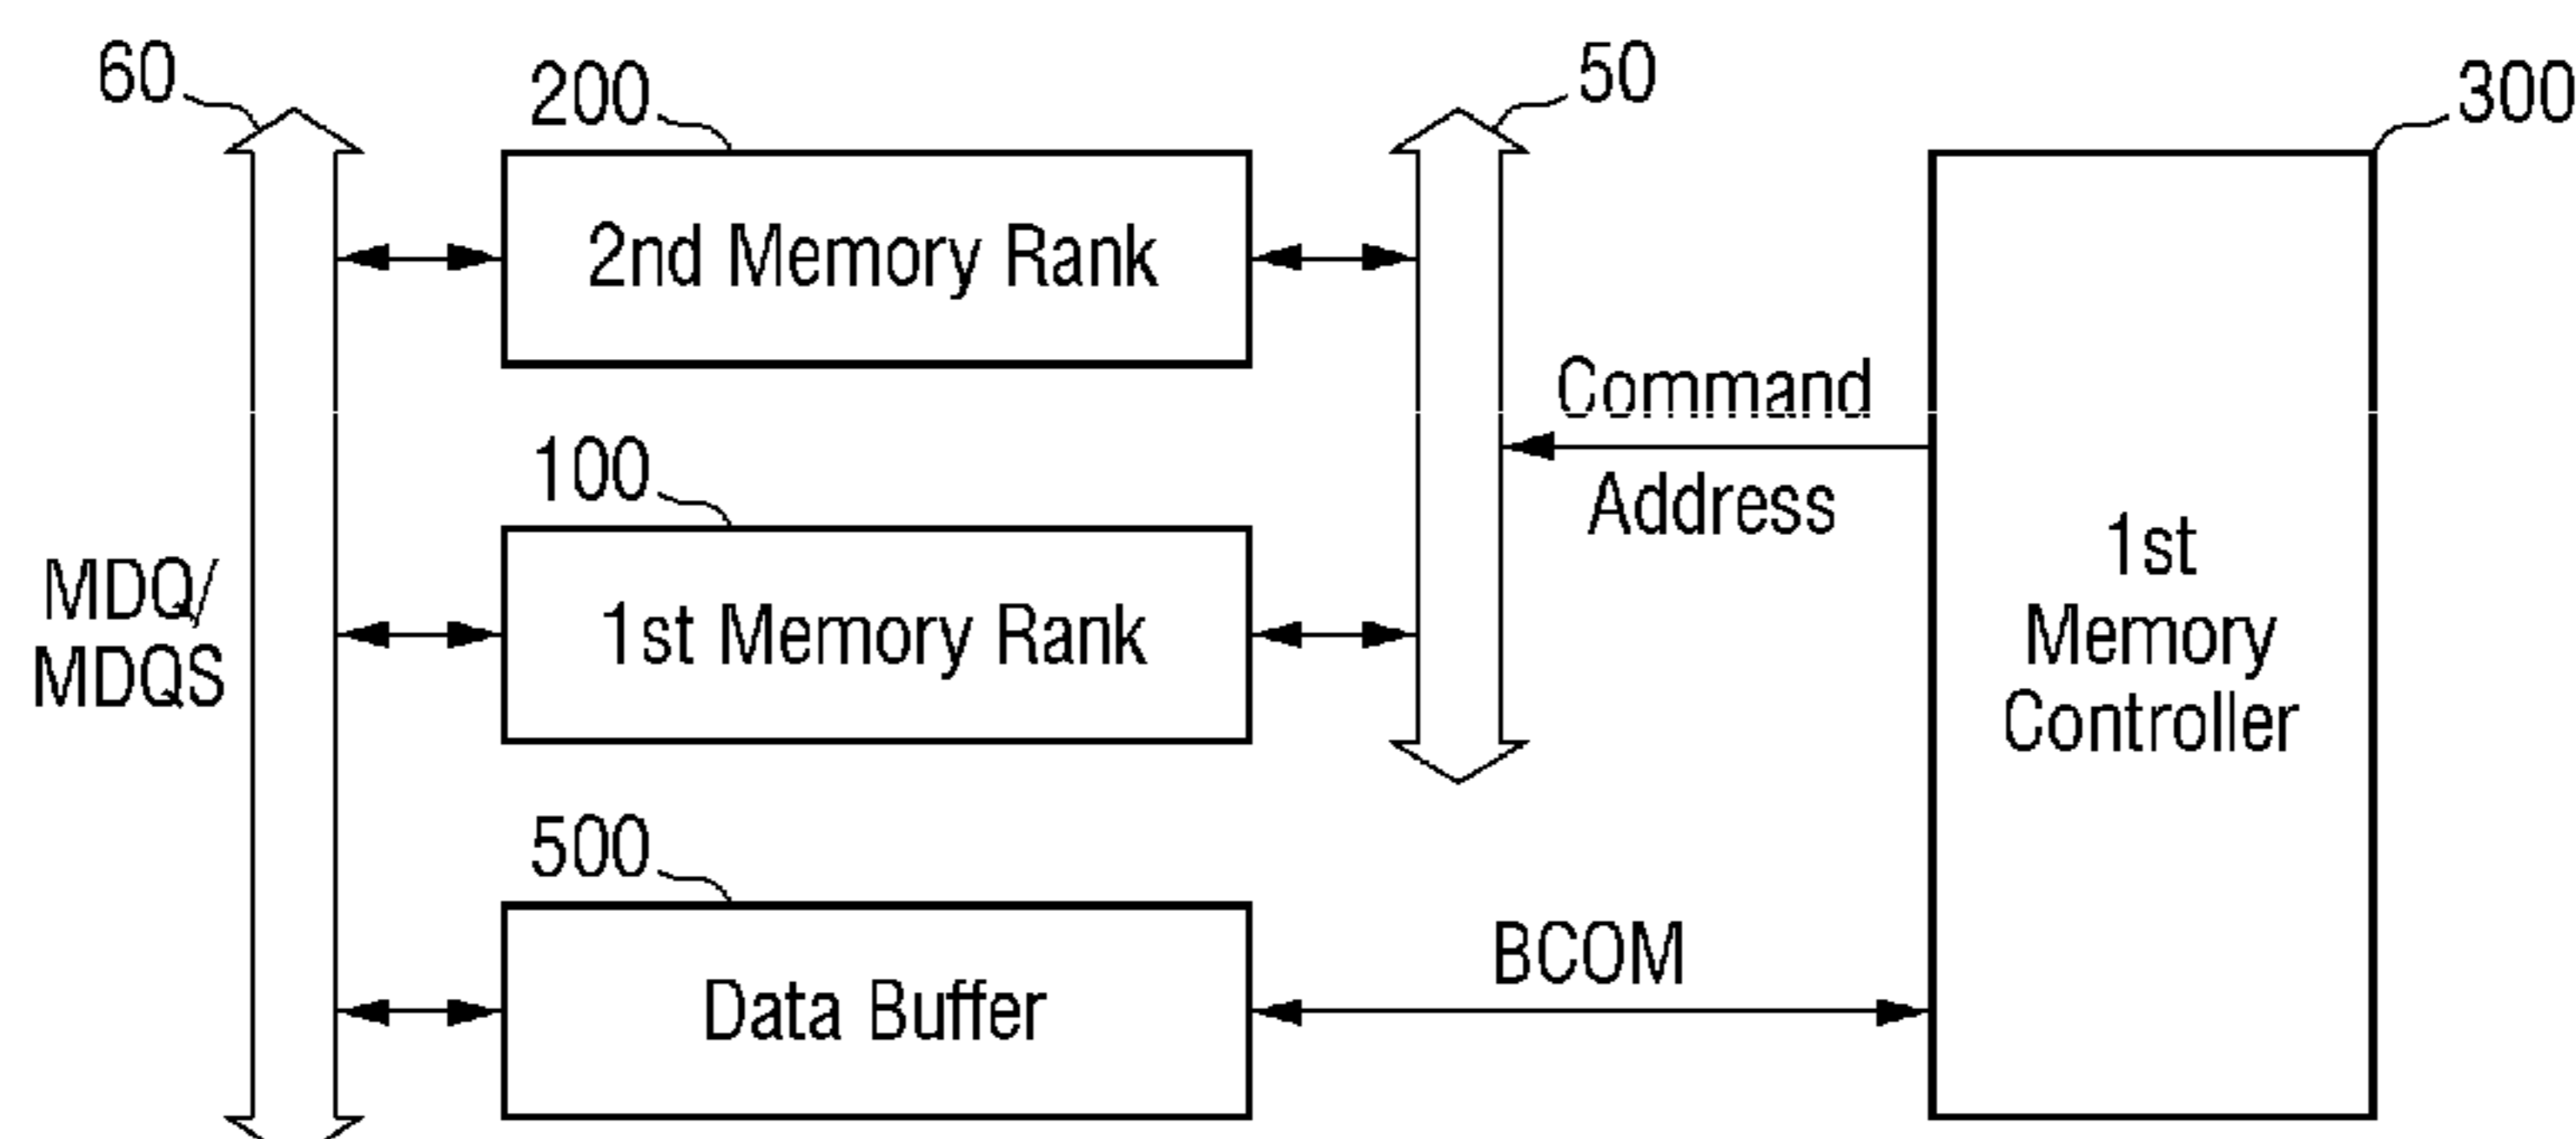 60
200
50
300
2nd Memory Rank
Command
Address
100
1st Memory Rank
MDQ/
MDQS
1st
Memory
Controller
500
Data Buffer
BCOM